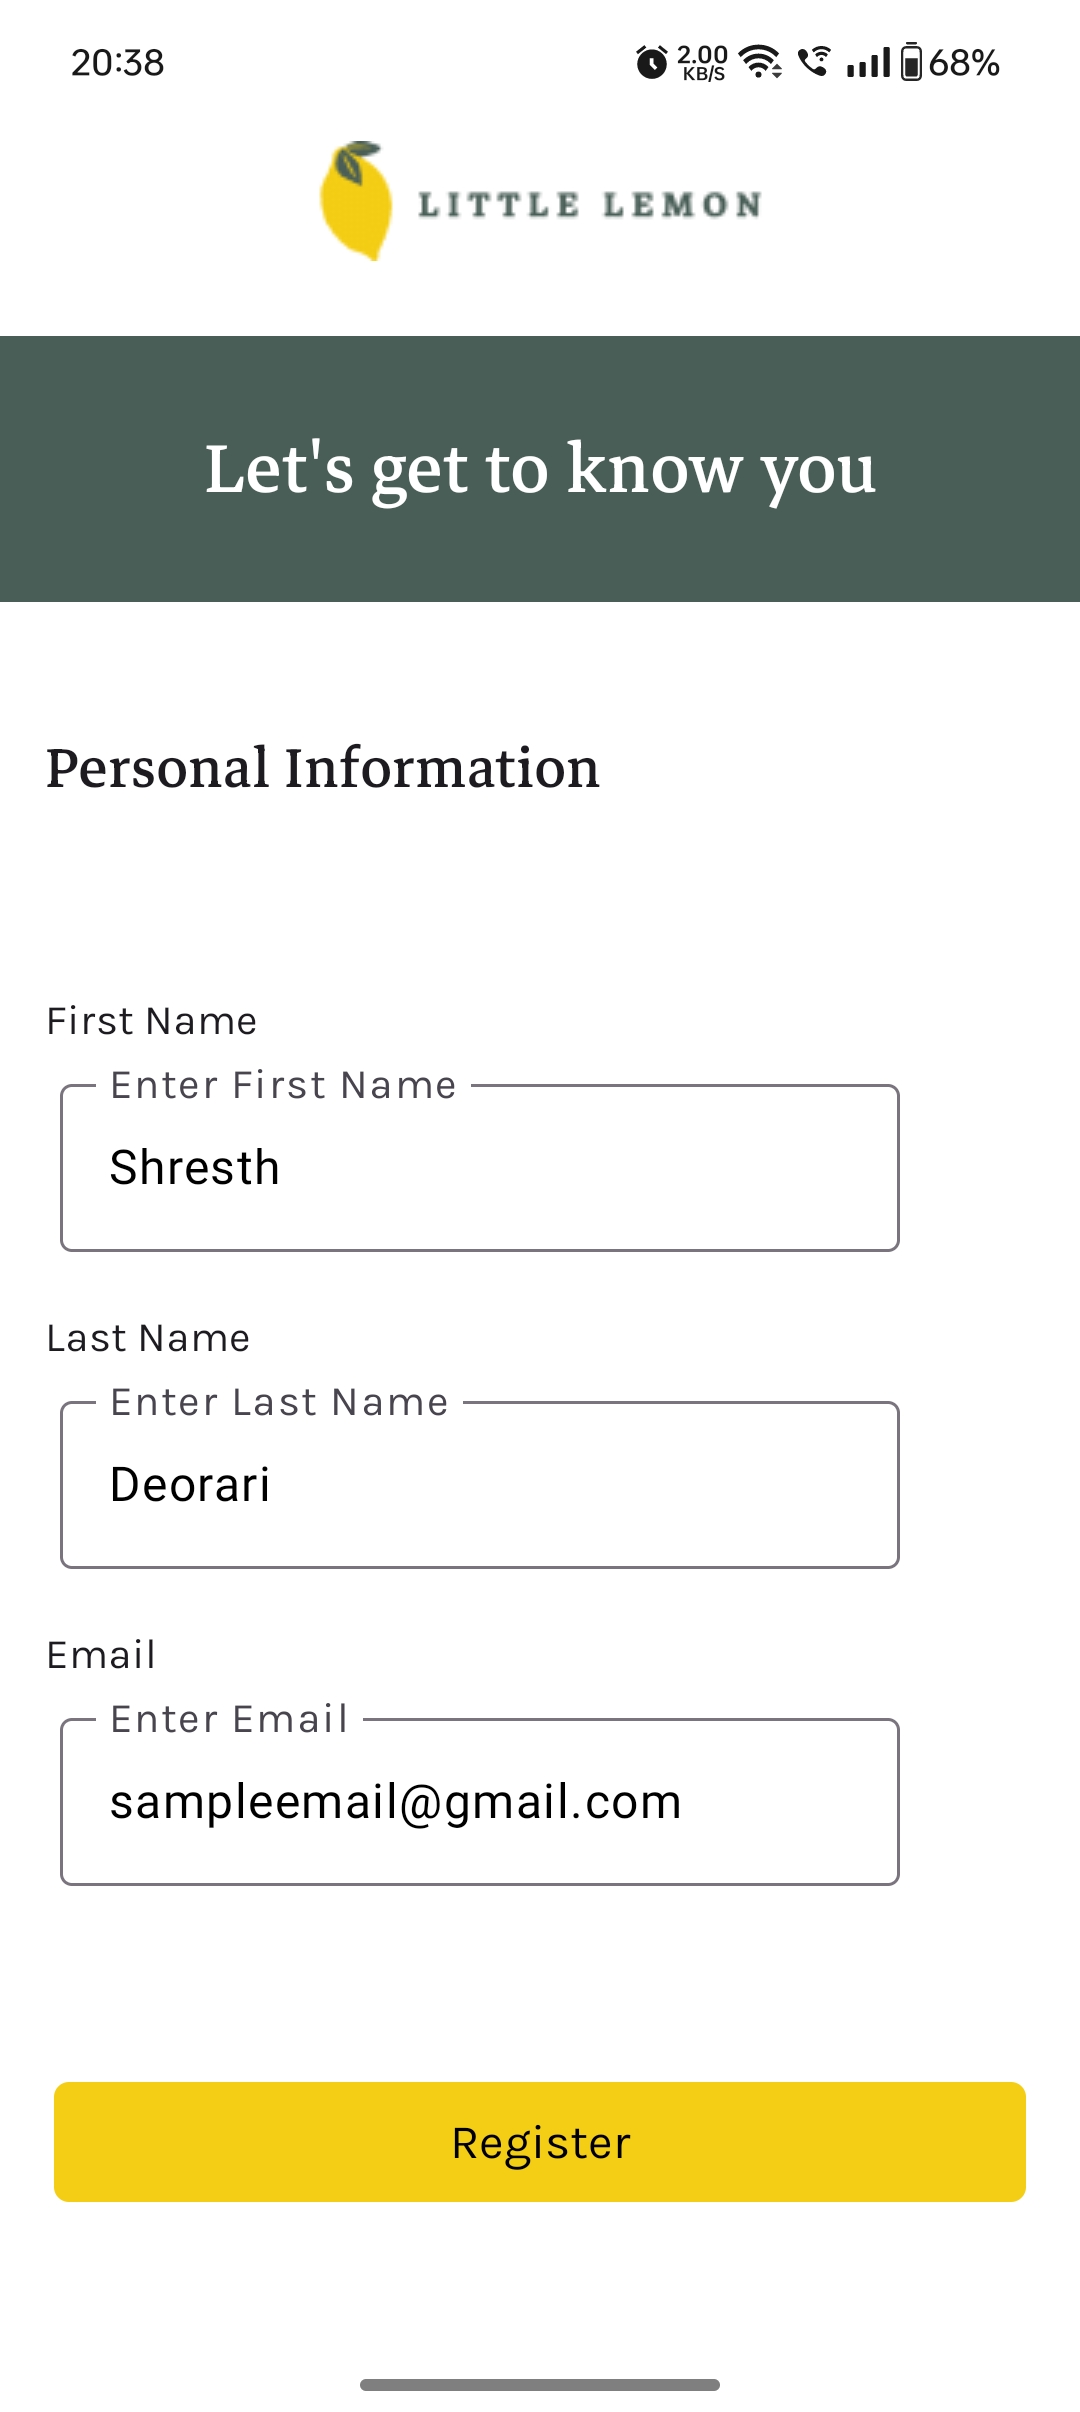 20:38 2.00 KB/S 68%
LITTLE LEMON
Let's get to know you
Personal Information
First Name
Enter First Name
Shresth
Last Name
Enter Last Name
Deorari
Email
Enter Email
sampleemail@gmail.com
Register